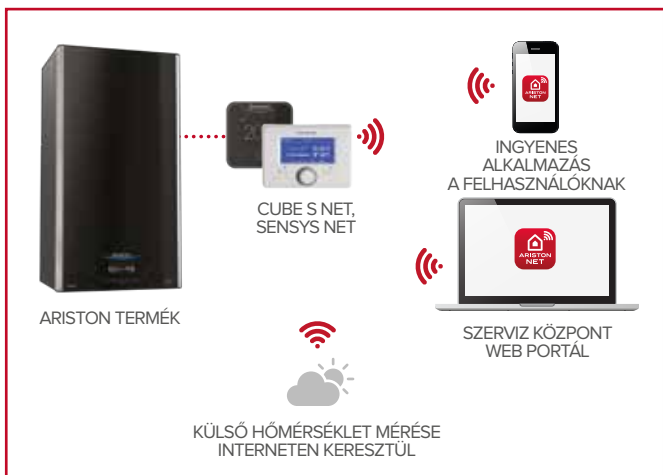 ARISTON
NET
INGYENES
ALKALMAZÁS
A FELHASZNÁLÓKNAK
CUBE S NET,
SENSYS NET
ARISTON
NET
ARISTON TERMÉK
SZERVIZ KÖZPONT
WEB PORTÁL
KÜLSŐ HŐMÉRSÉKLET MÉRÉSE
INTERNETEN KERESZTÜL